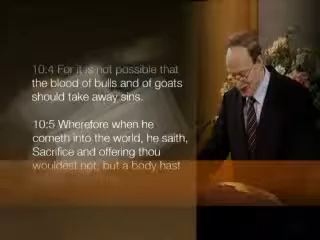 10:4 For it is not possible that
the blood of bulls and of goats
should take away sins.
10:5 Wherefore when he
cometh into the world, he saith,
Sacrifice and offering thou
wouldest not, but a body hast